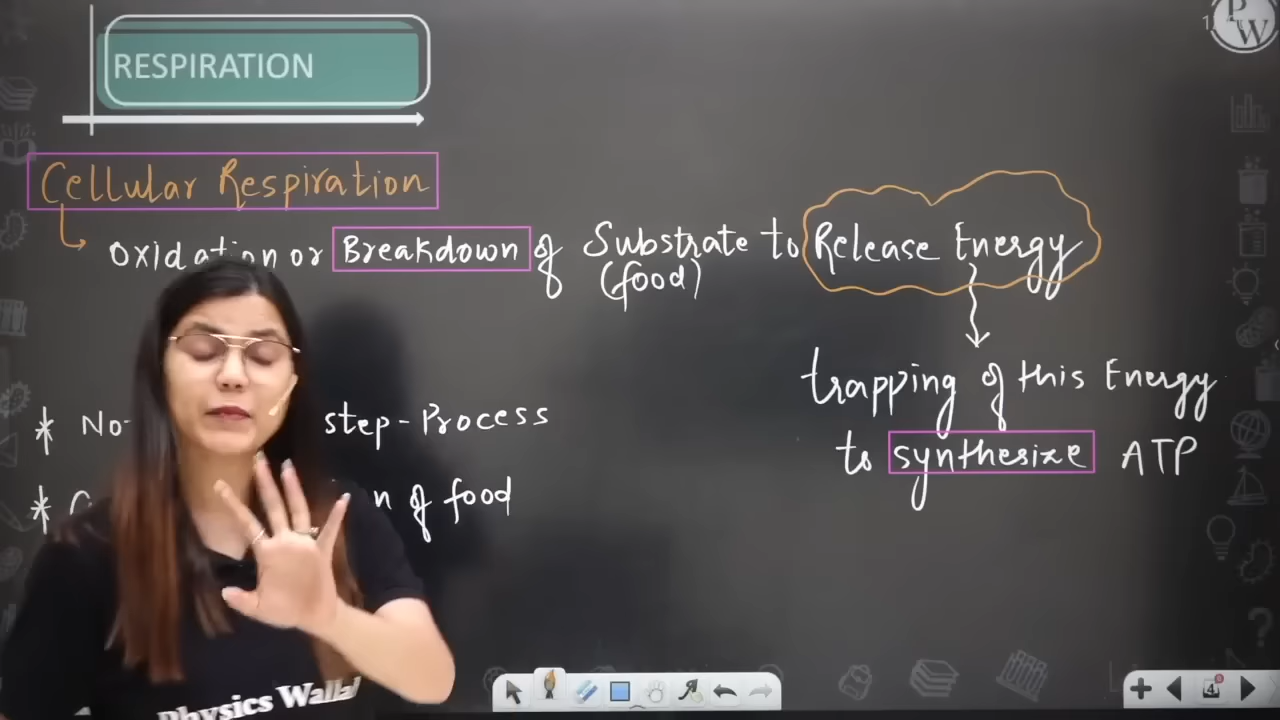 P
W
RESPIRATION
Cellular Respiration
Oxidation or Breakdown of Substrate to Release Energy
(food)
trapping of this Energy
* No- step-Process
to synthesize ATP
* n of food
4
Physics Wallah